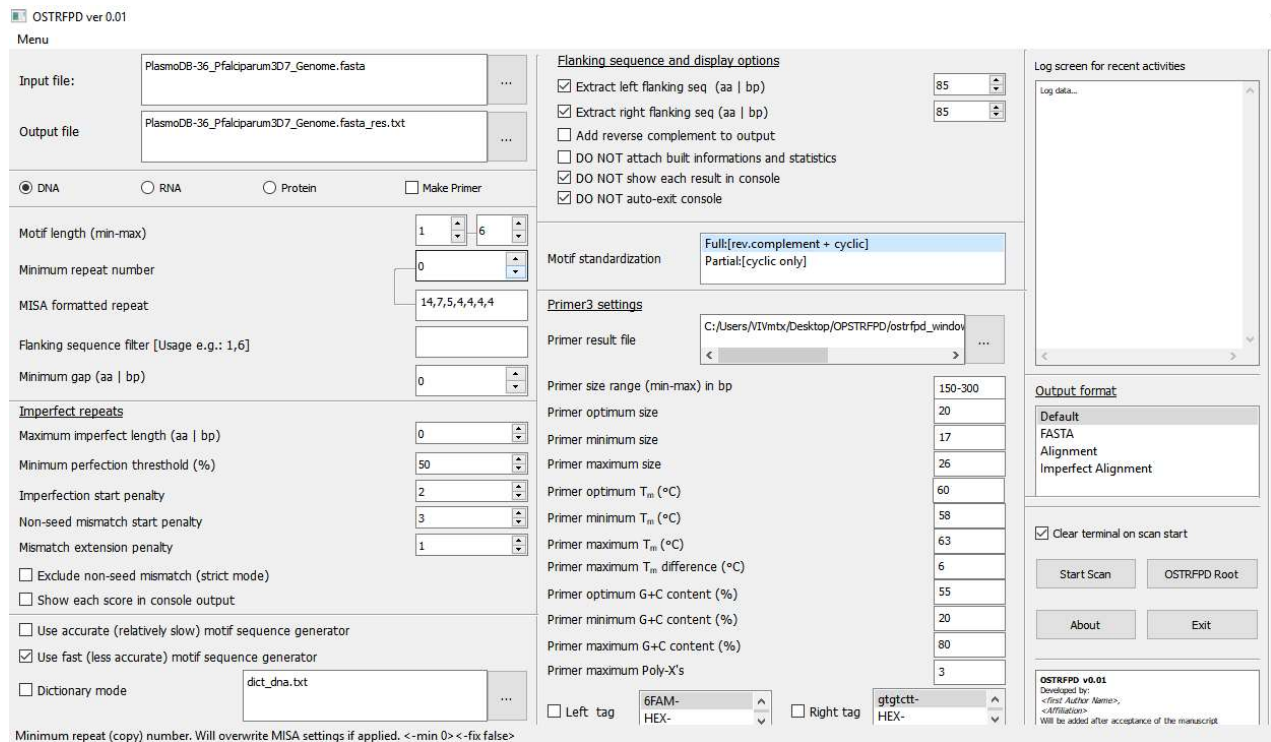 OSTRFPD ver 0.01
Menu
Input file:
PlasmoDB-36_Pfalciparum3D7_Genome.fasta
...
Output file
PlasmoDB-36_Pfalciparum3D7_Genome.fasta_res.txt
...
DNA
RNA
Protein
Make Primer
Motif length (min-max)
1
6
Minimum repeat number
0
MISA formatted repeat
14,7,5,4,4,4,4
Flanking sequence filter [Usage e.g.: 1,6]
Minimum gap (aa | bp)
0
Imperfect repeats
Maximum imperfect length (aa | bp)
0
Minimum perfection thresthold (%)
50
Imperfection start penalty
2
Non-seed mismatch start penalty
3
Mismatch extension penalty
1
Exclude non-seed mismatch (strict mode)
Show each score in console output
Use accurate (relatively slow) motif sequence generator
Use fast (less accurate) motif sequence generator
Dictionary mode
dict_dna.txt
...
Flanking sequence and display options
Extract left flanking seq (aa | bp)
85
Extract right flanking seq (aa | bp)
85
Add reverse complement to output
DO NOT attach built informations and statistics
DO NOT show each result in console
DO NOT auto-exit console
Motif standardization
Full:[rev.complement + cyclic]
Partial:[cyclic only]
Primer3 settings
Primer result file
C:/Users/VIVmtx/Desktop/OPSTRFPD/ostrfpd_window
...
Primer size range (min-max) in bp
150-300
Primer optimum size
20
Primer minimum size
17
Primer maximum size
26
Primer optimum Tm (°C)
60
Primer minimum Tm (°C)
58
Primer maximum Tm (°C)
63
Primer maximum Tm difference (°C)
6
Primer optimum G+C content (%)
55
Primer minimum G+C content (%)
20
Primer maximum G+C content (%)
80
Primer maximum Poly-X's
3
Left tag
6FAM-
HEX-
Right tag
gtgtctt-
HEX-
Log screen for recent activities
Log data...
Output format
Default
FASTA
Alignment
Imperfect Alignment
Clear terminal on scan start
Start Scan
OSTRFPD Root
About
Exit
OSTRFPD v0.01
Developed by:
<first Author Name>,
<Affiliation>
Will be added after acceptance of the manuscript
Minimum repeat (copy) number. Will overwrite MISA settings if applied. <-min 0><-fix false>